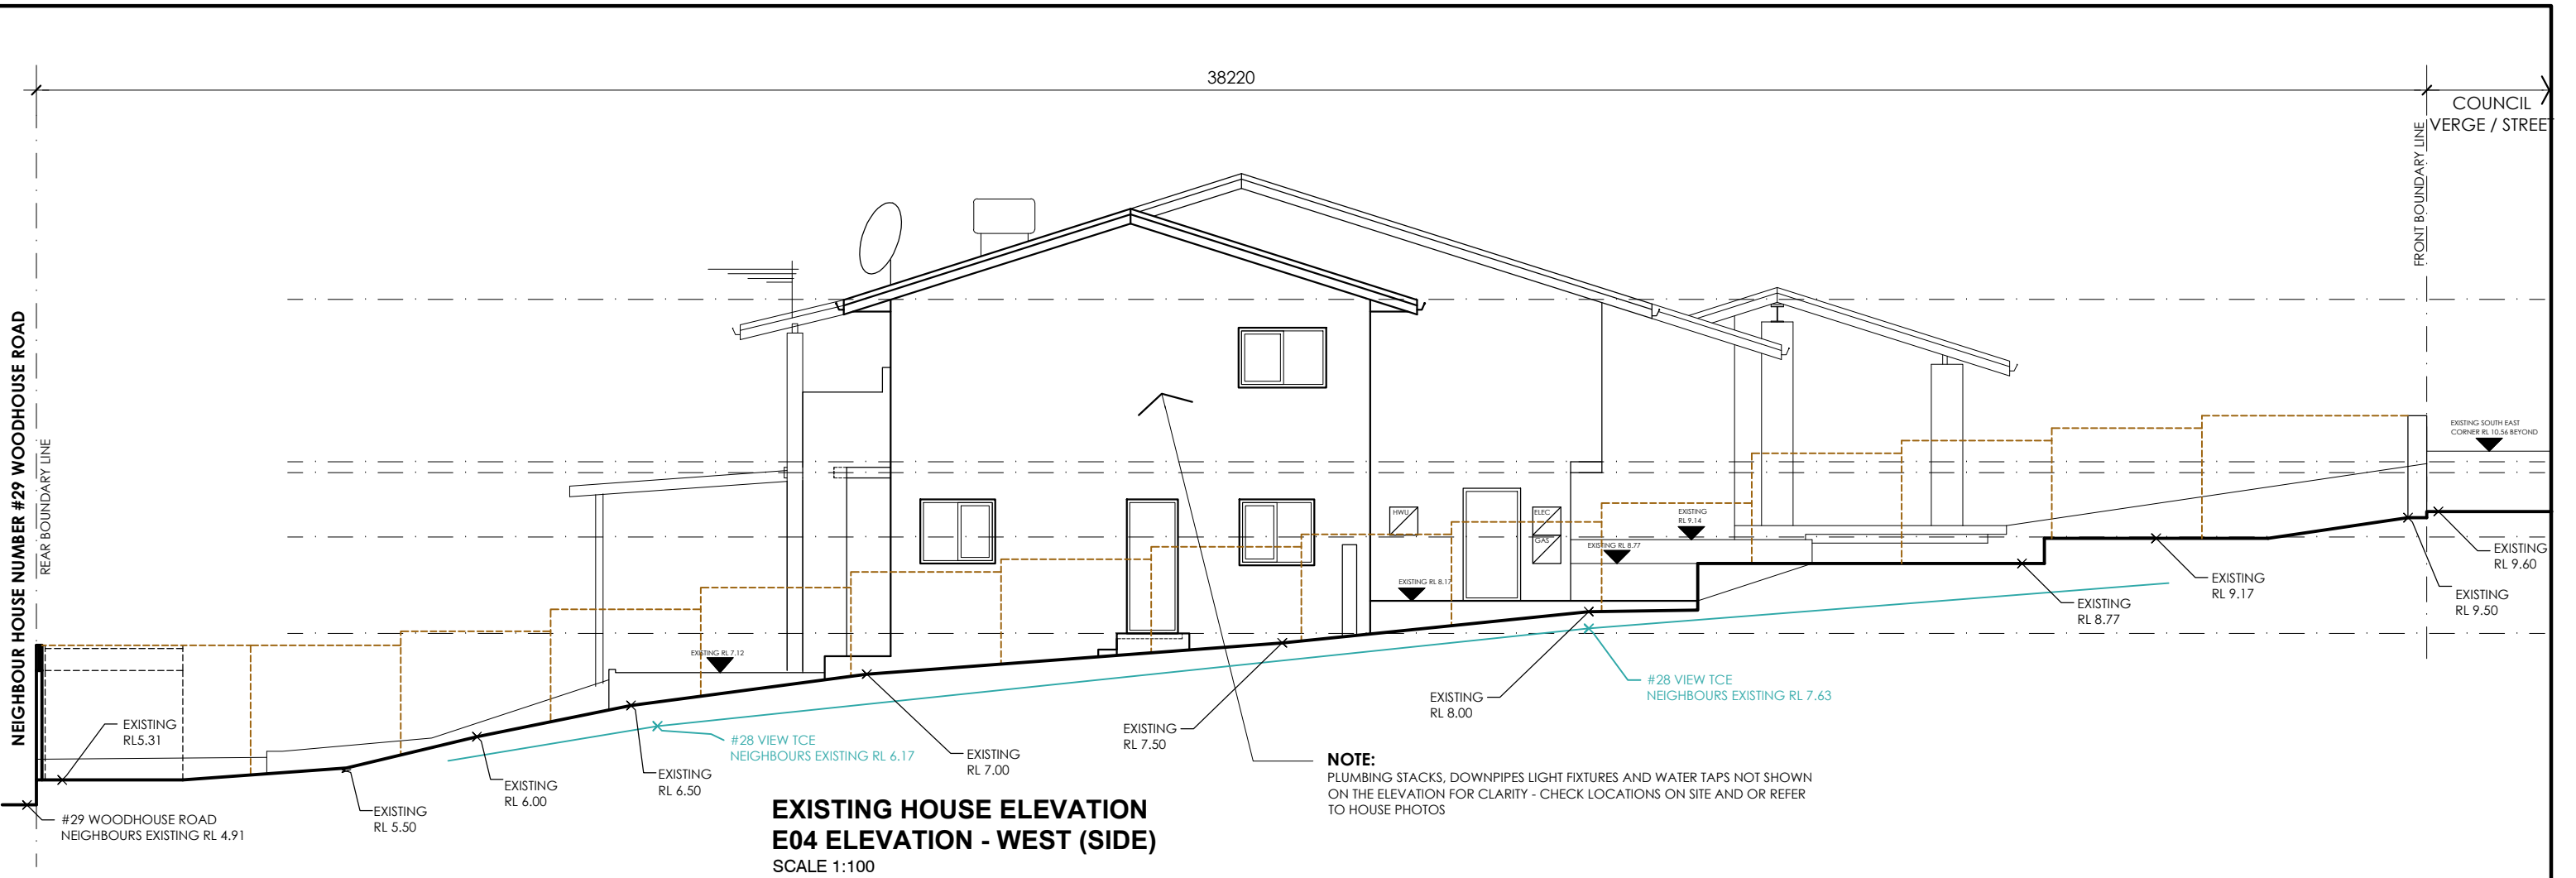 38220
COUNCIL
VERGE / STREET
FRONT BOUNDARY LINE
NEIGHBOUR HOUSE NUMBER #29 WOODHOUSE ROAD
REAR BOUNDARY LINE
EXISTING SOUTH EAST
CORNER RL 10.56 BEYOND
HWU
ELEC
GAS
EXISTING
RL 9.14
EXISTING RL 8.77
EXISTING RL 8.17
EXISTING RL 7.12
EXISTING
RL 9.60
EXISTING
RL 9.50
EXISTING
RL 9.17
EXISTING
RL 8.77
#28 VIEW TCE
NEIGHBOURS EXISTING RL 7.63
EXISTING
RL 8.00
EXISTING
RL 7.50
EXISTING
RL 7.00
#28 VIEW TCE
NEIGHBOURS EXISTING RL 6.17
EXISTING
RL 6.50
EXISTING
RL 6.00
EXISTING
RL 5.50
EXISTING
RL5.31
#29 WOODHOUSE ROAD
NEIGHBOURS EXISTING RL 4.91
NOTE:
PLUMBING STACKS, DOWNPIPES LIGHT FIXTURES AND WATER TAPS NOT SHOWN
ON THE ELEVATION FOR CLARITY - CHECK LOCATIONS ON SITE AND OR REFER
TO HOUSE PHOTOS
EXISTING HOUSE ELEVATION
E04 ELEVATION - WEST (SIDE)
SCALE 1:100